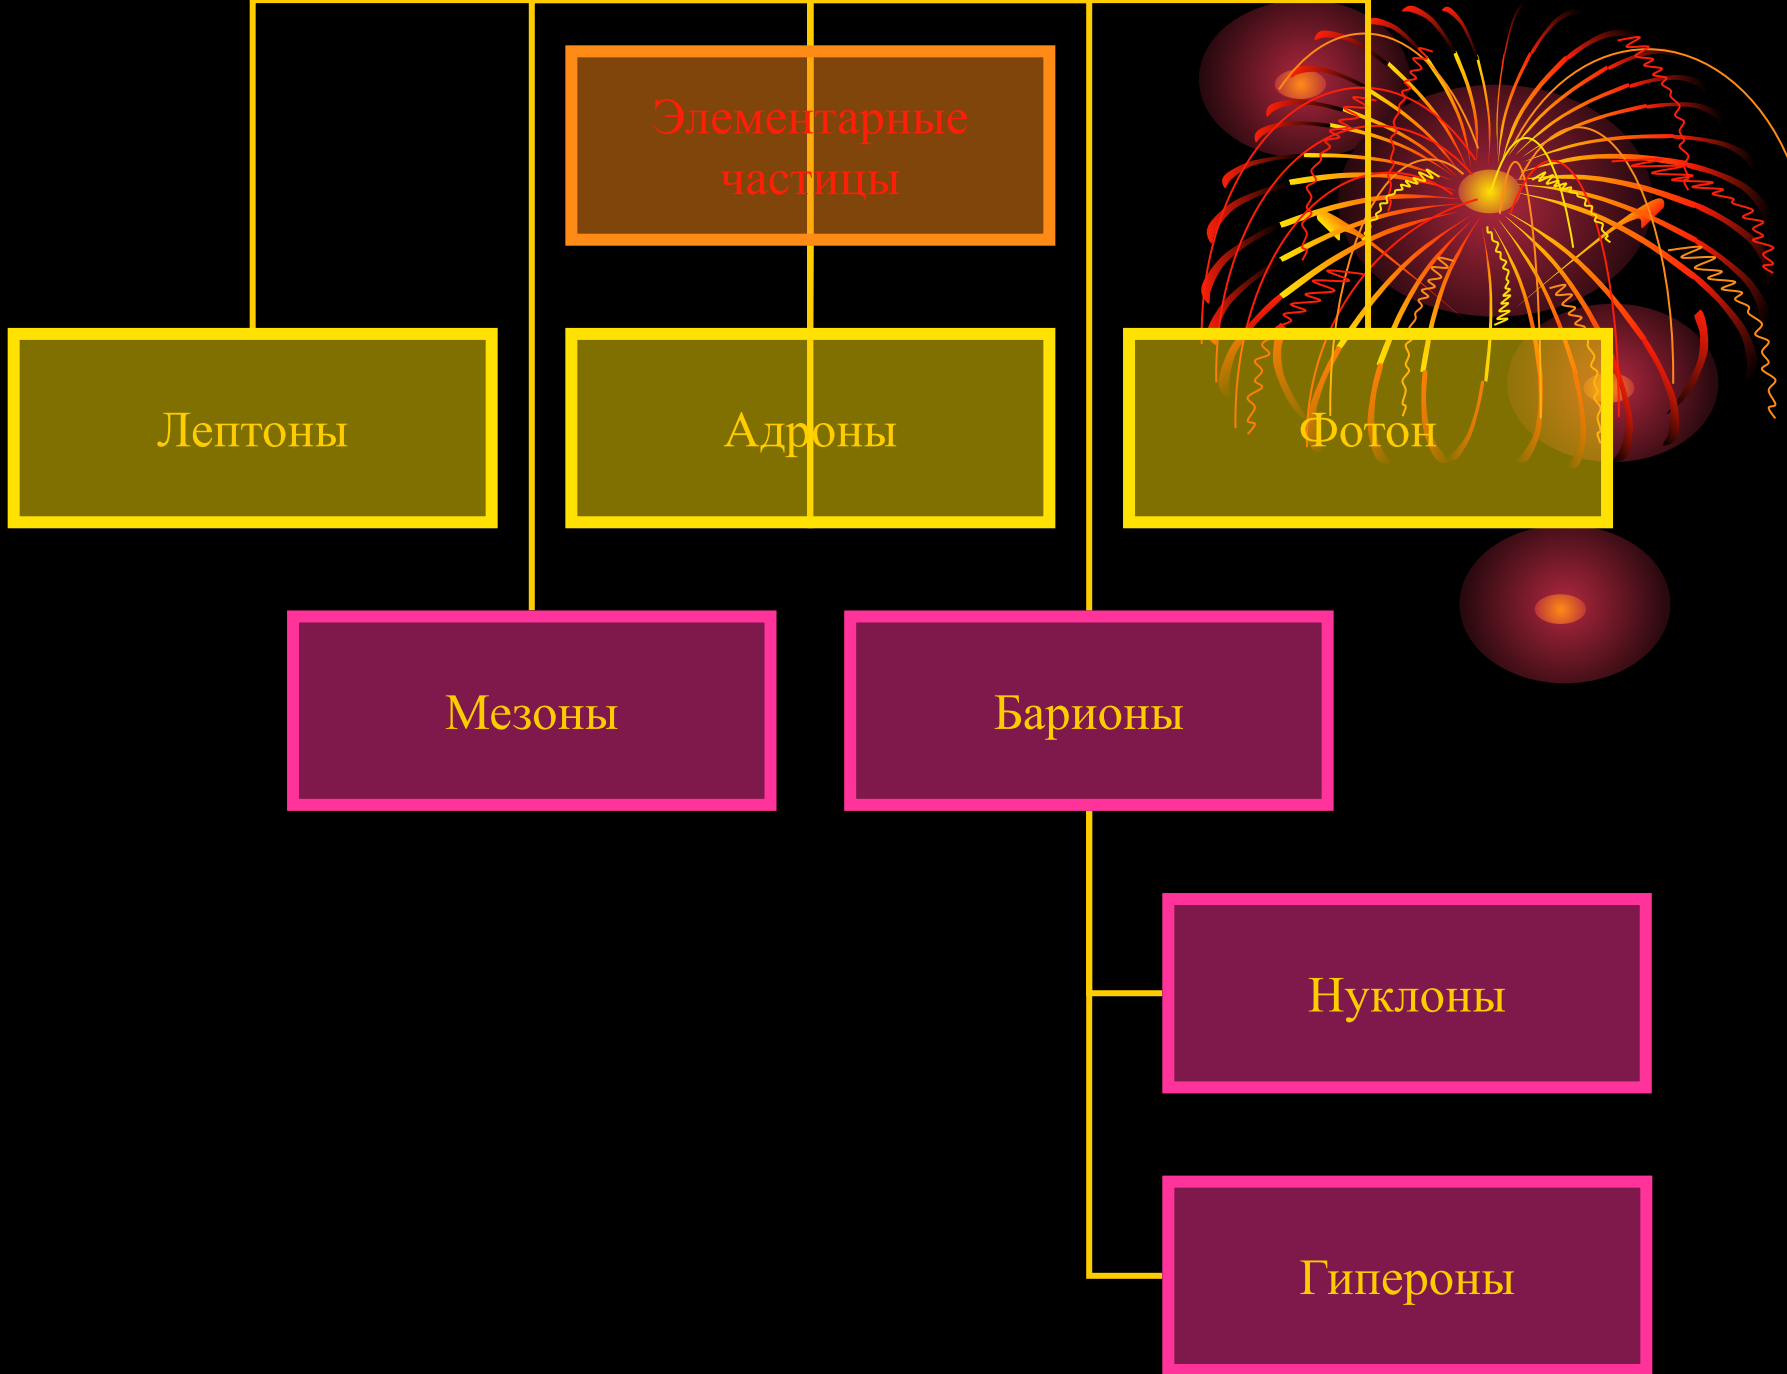 Элементарные
частицы
Лептоны
Адроны
Фотон
Мезоны
Барионы
Нуклоны
Гипероны